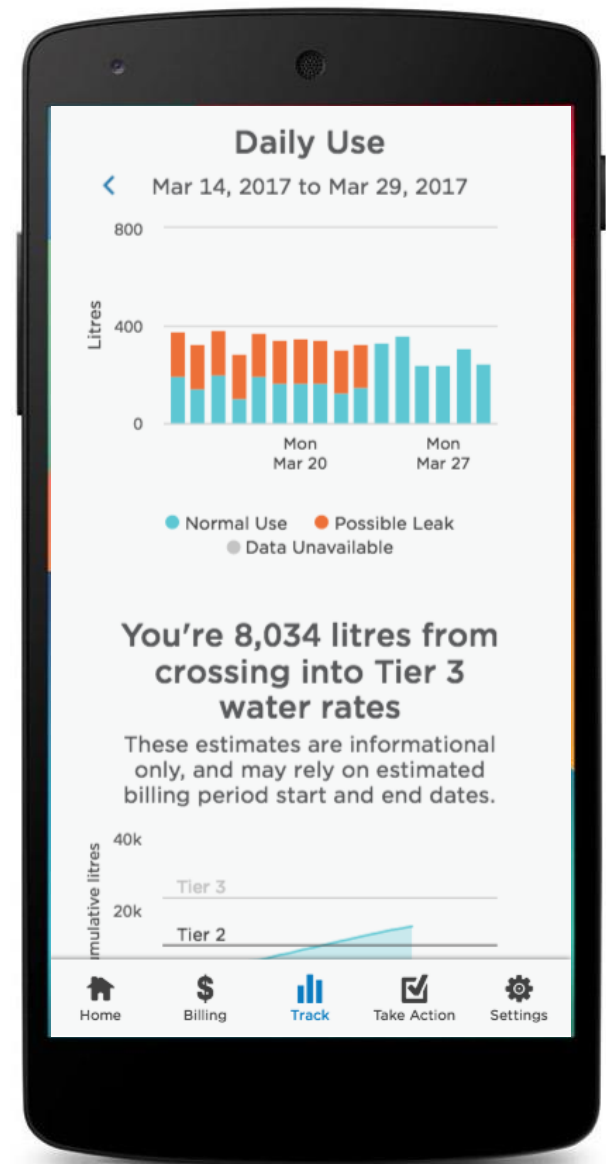 Daily Use
Mar 14, 2017 to Mar 29, 2017
800
Litres
400
0
Mon
Mar 20
Mon
Mar 27
Normal Use
Possible Leak
Data Unavailable
You're 8,034 litres from
crossing into Tier 3
water rates
These estimates are informational
only, and may rely on estimated
billing period start and end dates.
40k
mulative litres
Tier 3
20k
Tier 2
Home
Billing
Track
Take Action
Settings